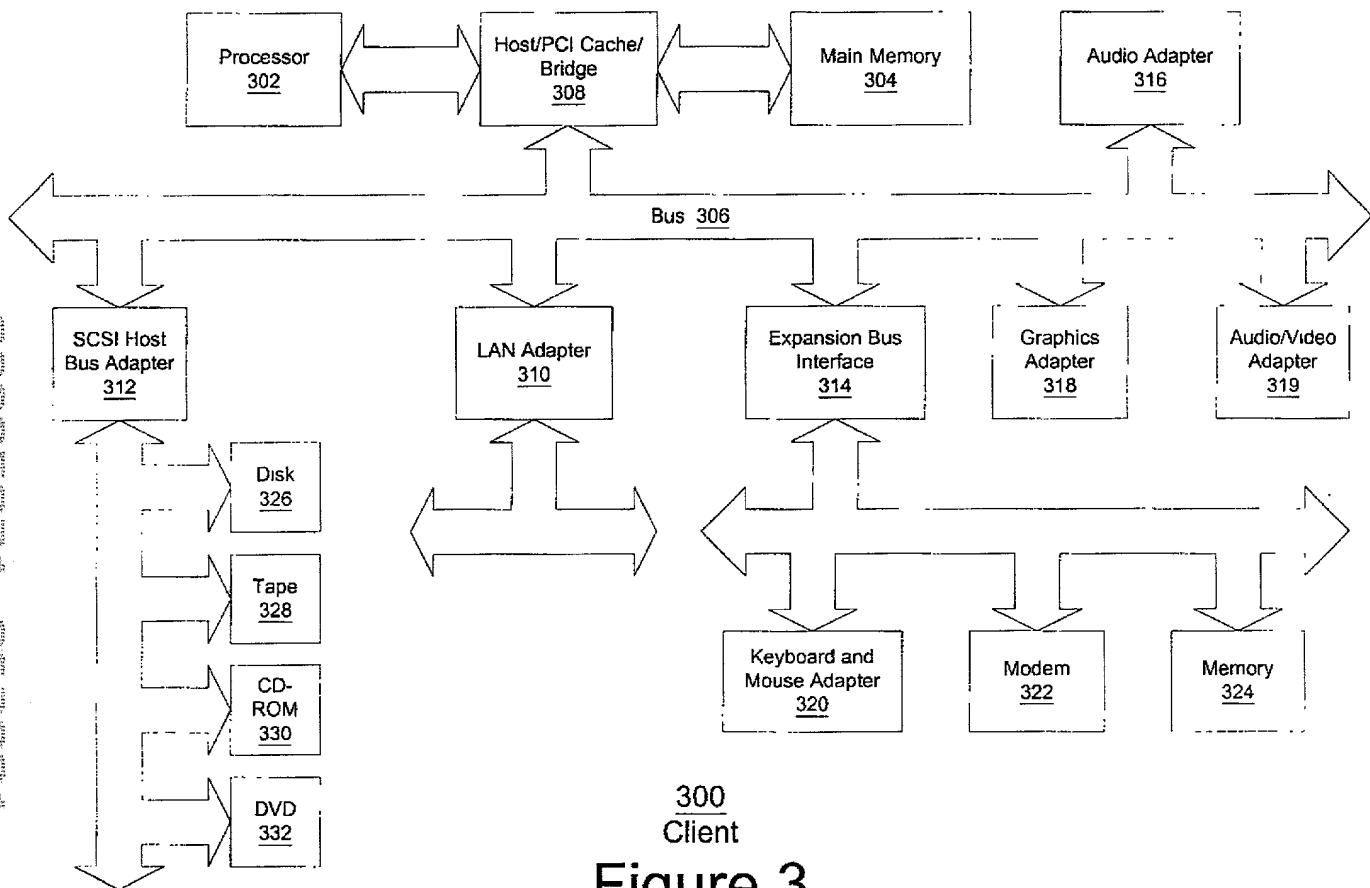 Processor
302
Host/PCI Cache/
Bridge
308
Main Memory
304
Audio Adapter
316
Bus 306
SCSI Host
Bus Adapter
312
LAN Adapter
310
Expansion Bus
Interface
314
Graphics
Adapter
318
Audio/Video
Adapter
319
Disk
326
Tape
328
CD-
ROM
330
DVD
332
Keyboard and
Mouse Adapter
320
Modem
322
Memory
324
300
Client
Figure 3